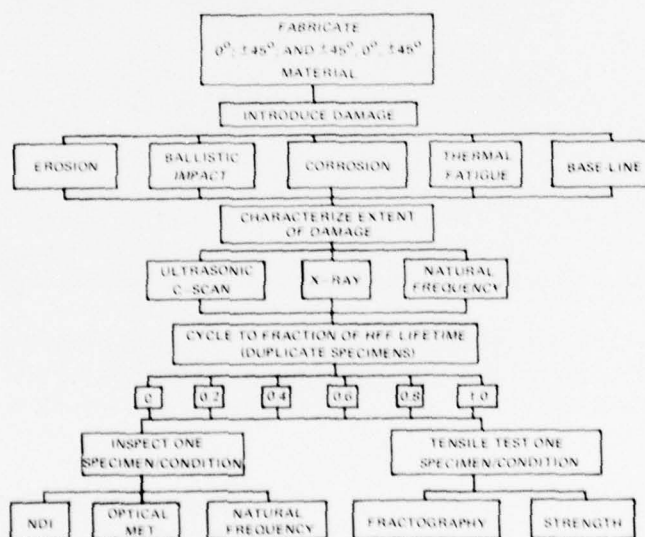 FABRICATE
0°, ±45°, AND ±45°, 0°, ±45°
MATERIAL
INTRODUCE DAMAGE
EROSION
BALLISTIC
IMPACT
CORROSION
THERMAL
FATIGUE
BASE-LINE
CHARACTERIZE EXTENT
OF DAMAGE
ULTRASONIC
C-SCAN
X-RAY
NATURAL
FREQUENCY
CYCLE TO FRACTION OF HFF LIFETIME
(DUPLICATE SPECIMENS)
0
0.2
0.4
0.6
0.8
1.0
INSPECT ONE
SPECIMEN/CONDITION
TENSILE TEST ONE
SPECIMEN/CONDITION
NDI
OPTICAL
MET
NATURAL
FREQUENCY
FRACTOGRAPHY
STRENGTH